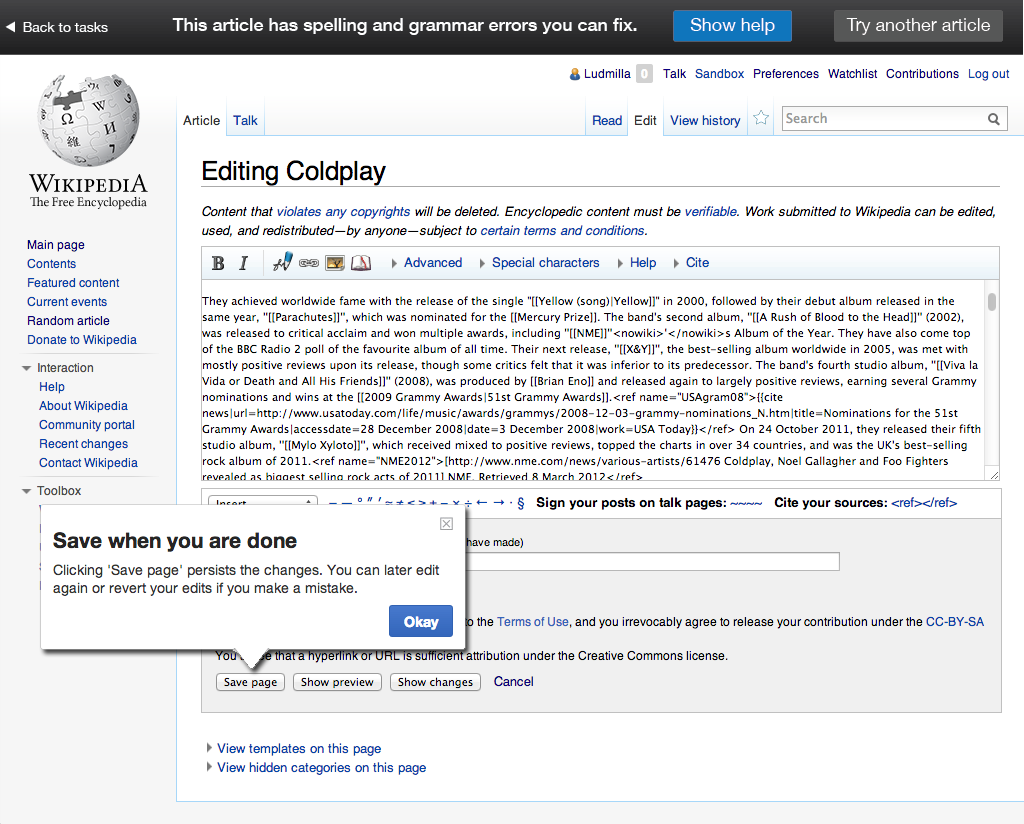 Back to tasks
This article has spelling and grammar errors you can fix.
Show help
Try another article
Ludmilla 0 Talk Sandbox Preferences Watchlist Contributions Log out
Article Talk
Read Edit View history
Search
WIKIPEDIA
The Free Encyclopedia
Main page
Contents
Featured content
Current events
Random article
Donate to Wikipedia
Interaction
Help
About Wikipedia
Community portal
Recent changes
Contact Wikipedia
Toolbox
Editing Coldplay
Content that violates any copyrights will be deleted. Encyclopedic content must be verifiable. Work submitted to Wikipedia can be edited,
used, and redistributed—by anyone—subject to certain terms and conditions.
B I Advanced Special characters Help Cite
They achieved worldwide fame with the release of the single "[[Yellow (song)|Yellow]]" in 2000, followed by their debut album released in the
same year, ''[[Parachutes]]'', which was nominated for the [[Mercury Prize]]. The band's second album, ''[[A Rush of Blood to the Head]]'' (2002),
was released to critical acclaim and won multiple awards, including ''[[NME]]''<nowiki>'</nowiki>s Album of the Year. They have also come top
of the BBC Radio 2 poll of the favourite album of all time. Their next release, ''[[X&Y]]'', the best-selling album worldwide in 2005, was met with
mostly positive reviews upon its release, though some critics felt that it was inferior to its predecessor. The band's fourth studio album, ''[[Viva la
Vida or Death and All His Friends]]'' (2008), was produced by [[Brian Eno]] and released again to largely positive reviews, earning several Grammy
nominations and wins at the [[2009 Grammy Awards|51st Grammy Awards]].<ref name="USAgram08">{{cite
news|url=http://www.usatoday.com/life/music/awards/grammys/2008-12-03-grammy-nominations_N.htm|title=Nominations for the 51st
Grammy Awards|accessdate=28 December 2008|date=3 December 2008|work=USA Today}}</ref> On 24 October 2011, they released their fifth
studio album, ''[[Mylo Xyloto]]'', which received mixed to positive reviews, topped the charts in over 34 countries, and was the UK's best-selling
rock album of 2011.<ref name="NME2012">[http://www.nme.com/news/various-artists/61476 Coldplay, Noel Gallagher and Foo Fighters
revealed as biggest selling rock acts of 2011] NME. Retrieved 8 March 2012</ref>
Insert – — ° ″ ′ ≈ ≠ ≤ ≥ ± − × ÷ ← → · § Sign your posts on talk pages: ~~~~ Cite your sources: <ref></ref>
have made)
Save when you are done
Clicking 'Save page' persists the changes. You can later edit
again or revert your edits if you make a mistake.
Okay
to the Terms of Use, and you irrevocably agree to release your contribution under the CC-BY-SA
that a hyperlink or URL is sufficient attribution under the Creative Commons license.
Save page Show preview Show changes Cancel
View templates on this page
View hidden categories on this page